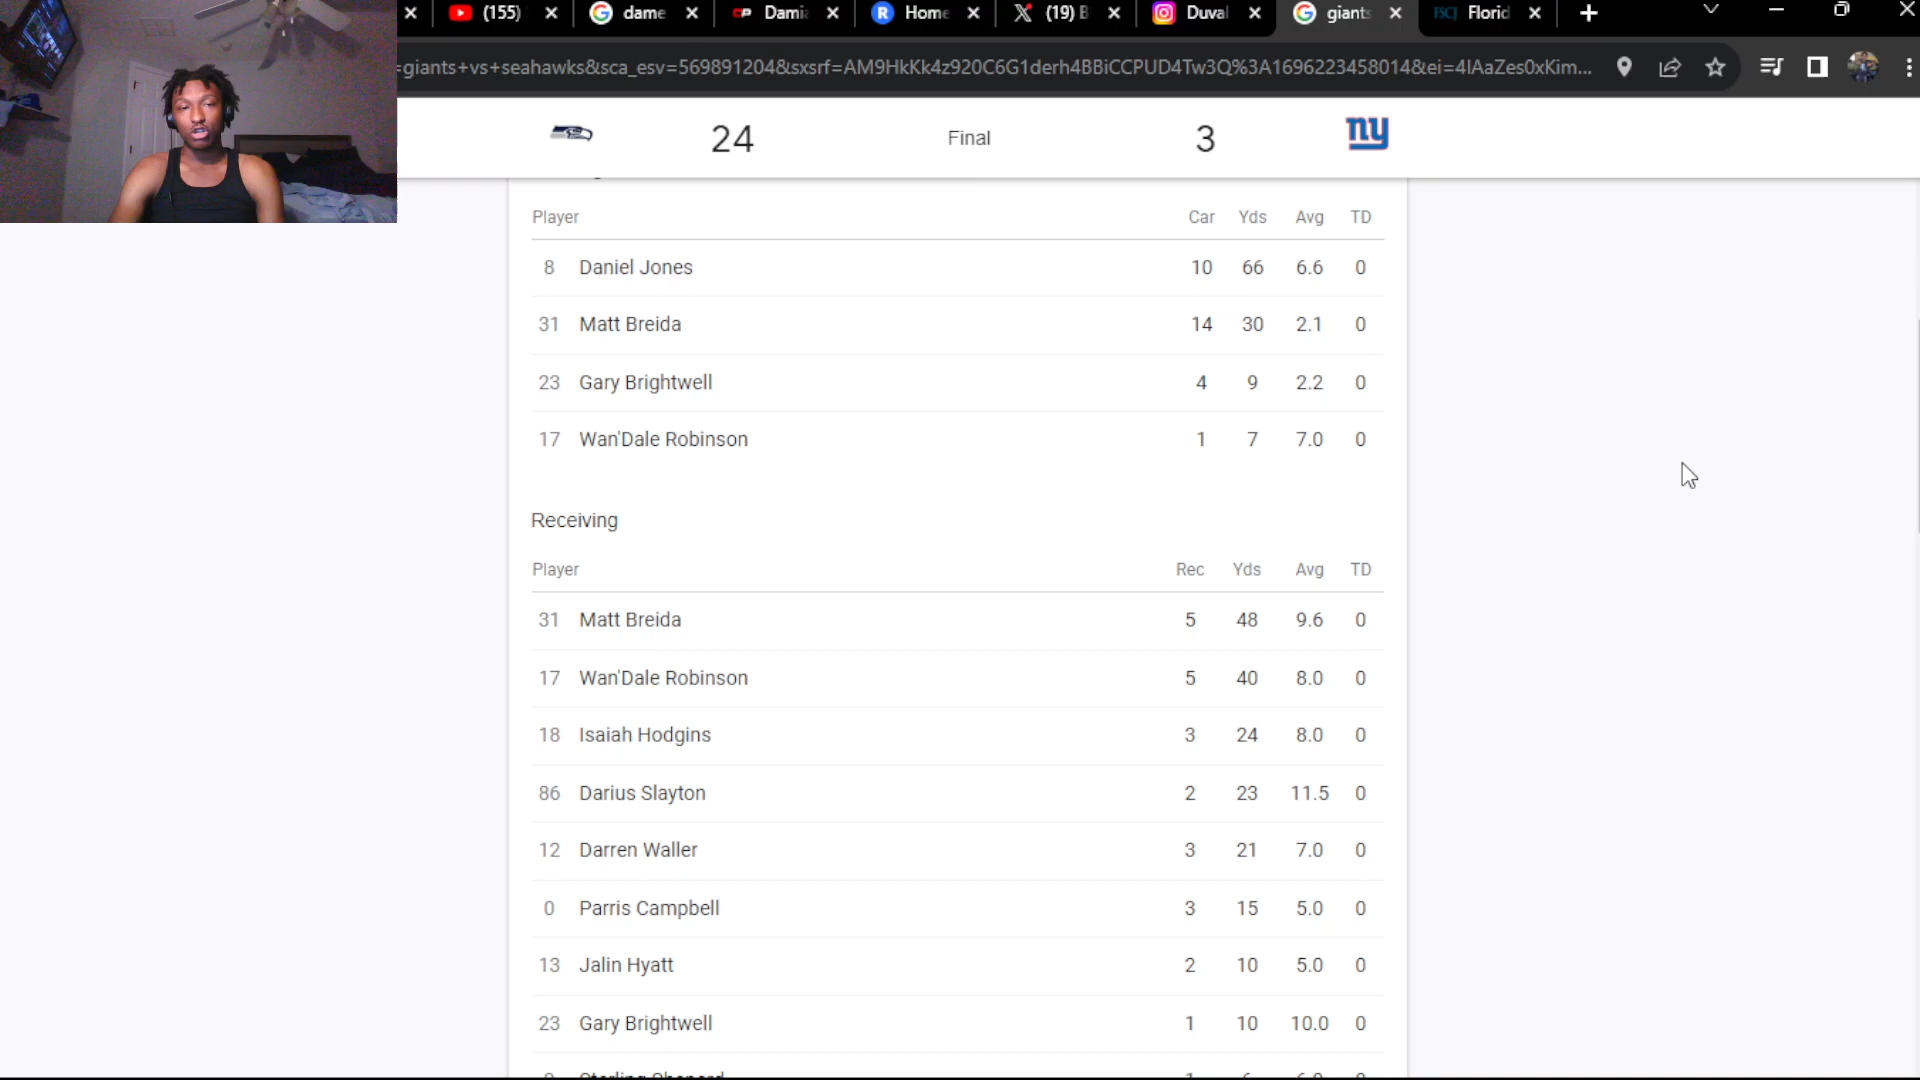 (155) dame Damia Home (19) B Duval giants Florid
=giants+vs+seahawks&sca_esv=569891204&sxsrf=AM9HkKk4z920C6G1derh4BBiCCPUD4Tw3Q%3A1696223458014&ei=4lAaZes0xKim...
24 Final 3 ny
Player Car Yds Avg TD
8 Daniel Jones 10 66 6.6 0
31 Matt Breida 14 30 2.1 0
23 Gary Brightwell 4 9 2.2 0
17 Wan'Dale Robinson 1 7 7.0 0
Receiving
Player Rec Yds Avg TD
31 Matt Breida 5 48 9.6 0
17 Wan'Dale Robinson 5 40 8.0 0
18 Isaiah Hodgins 3 24 8.0 0
86 Darius Slayton 2 23 11.5 0
12 Darren Waller 3 21 7.0 0
0 Parris Campbell 3 15 5.0 0
13 Jalin Hyatt 2 10 5.0 0
23 Gary Brightwell 1 10 10.0 0
Sterling Shepard